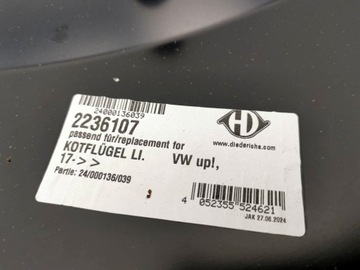 24000136039
2236107
passend für/replacement for
KOTFLÜGEL LI. VW up!,
17->>
Partie: 24/000136/039
HD
www.diederichs.com
4 052355 524621
JAK 27.06.2024